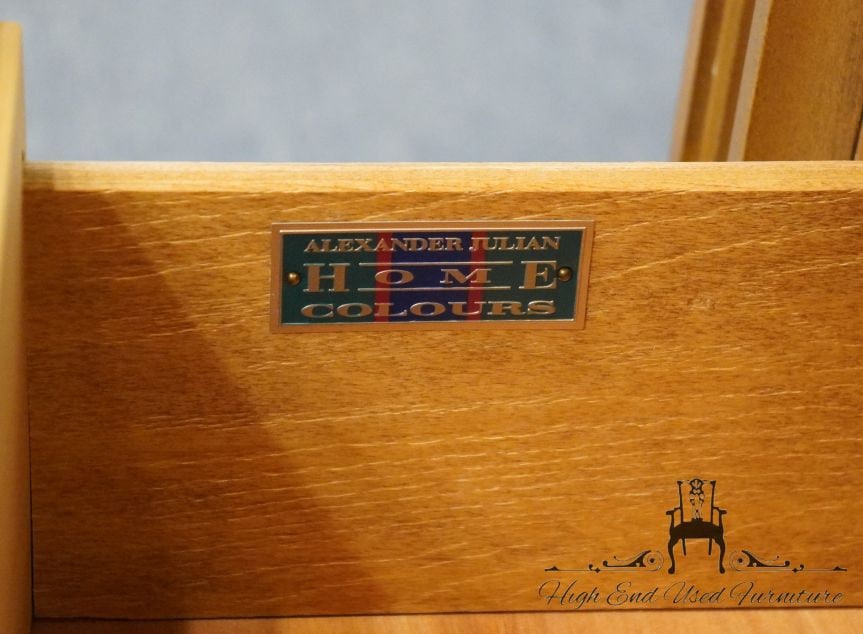 ALEXANDER JULIAN
HOME
COLOURS
High End Used Furniture